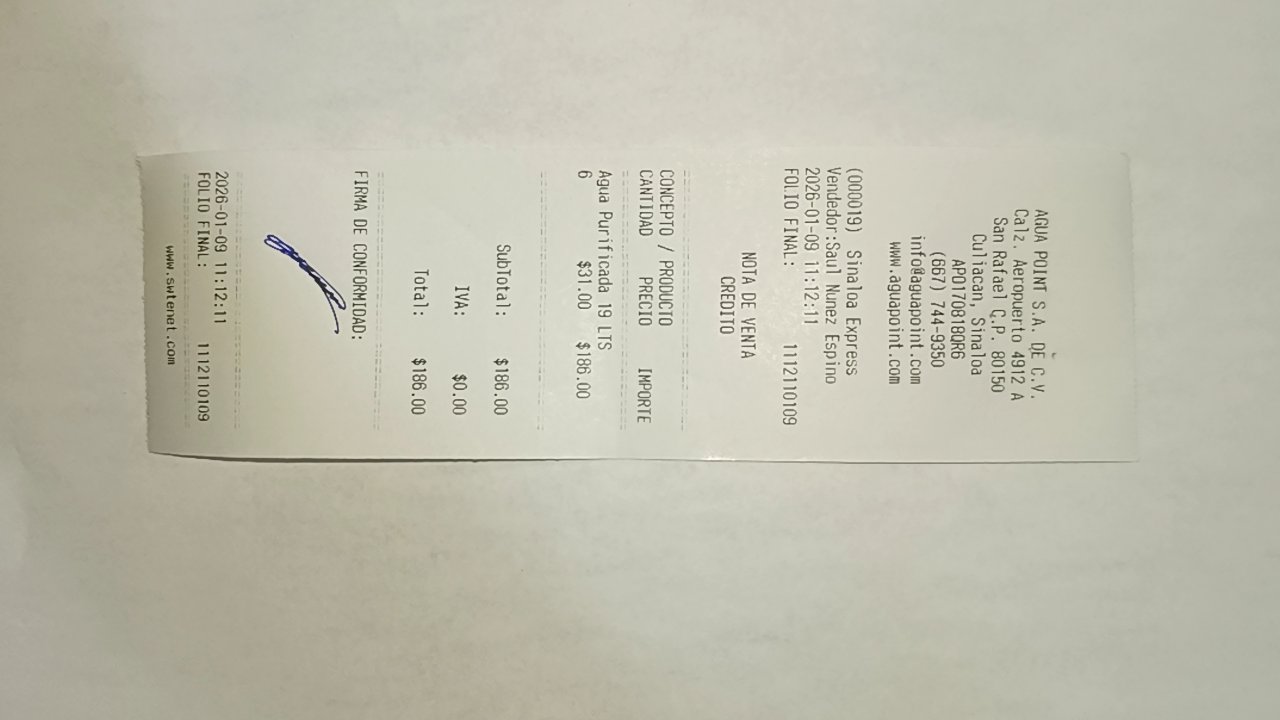 AGUA POINT S.A. DE C.V.
Calz. Aeropuerto 4912 A
San Rafael C.P. 80150
Culiacan, Sinaloa
APO170818QR6
(667) 744-9350
info@aguapoint.com
www.aguapoint.com
(000019) Sinaloa Express
Vendedor:Saul Nunez Espino
2026-01-09 11:12:11
FOLIO FINAL: 1112110109
NOTA DE VENTA
CREDITO
CONCEPTO / PRODUCTO
CANTIDAD PRECIO IMPORTE
Agua Purificada 19 LTS
6 $31.00 $186.00
SubTotal: $186.00
IVA: $0.00
Total: $186.00
FIRMA DE CONFORMIDAD:
2026-01-09 11:12:11
FOLIO FINAL: 1112110109
www.swtenet.com